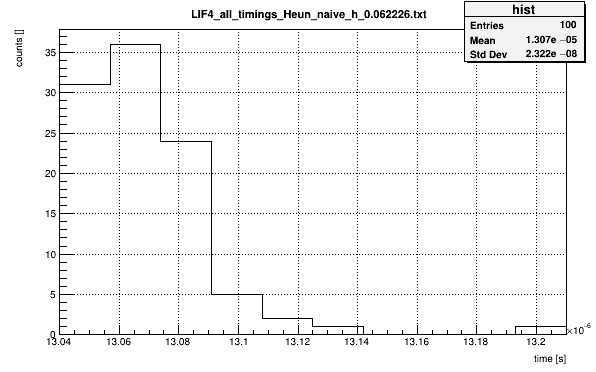 LIF4_all_timings_Heun_naive_h_0.062226.txt
hist
Entries 100
Mean 1.307e −05
Std Dev 2.322e −08
counts []
35
30
25
20
15
10
5
0
13.04 13.06 13.08 13.1 13.12 13.14 13.16 13.18 13.2
×10⁻⁶
time [s]